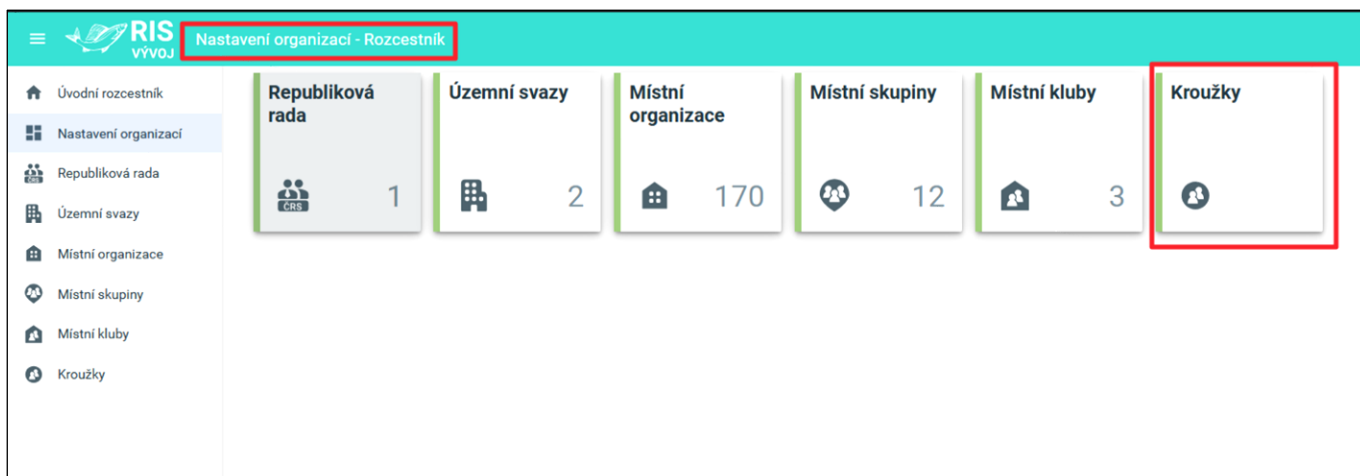 RIS
VÝVOJ
Nastavení organizací - Rozcestník
Úvodní rozcestník
Nastavení organizací
Republiková rada
Územní svazy
Místní organizace
Místní skupiny
Místní kluby
Kroužky
Republiková
rada
ČRS
1
Územní svazy
2
Místní
organizace
170
Místní skupiny
12
Místní kluby
3
Kroužky